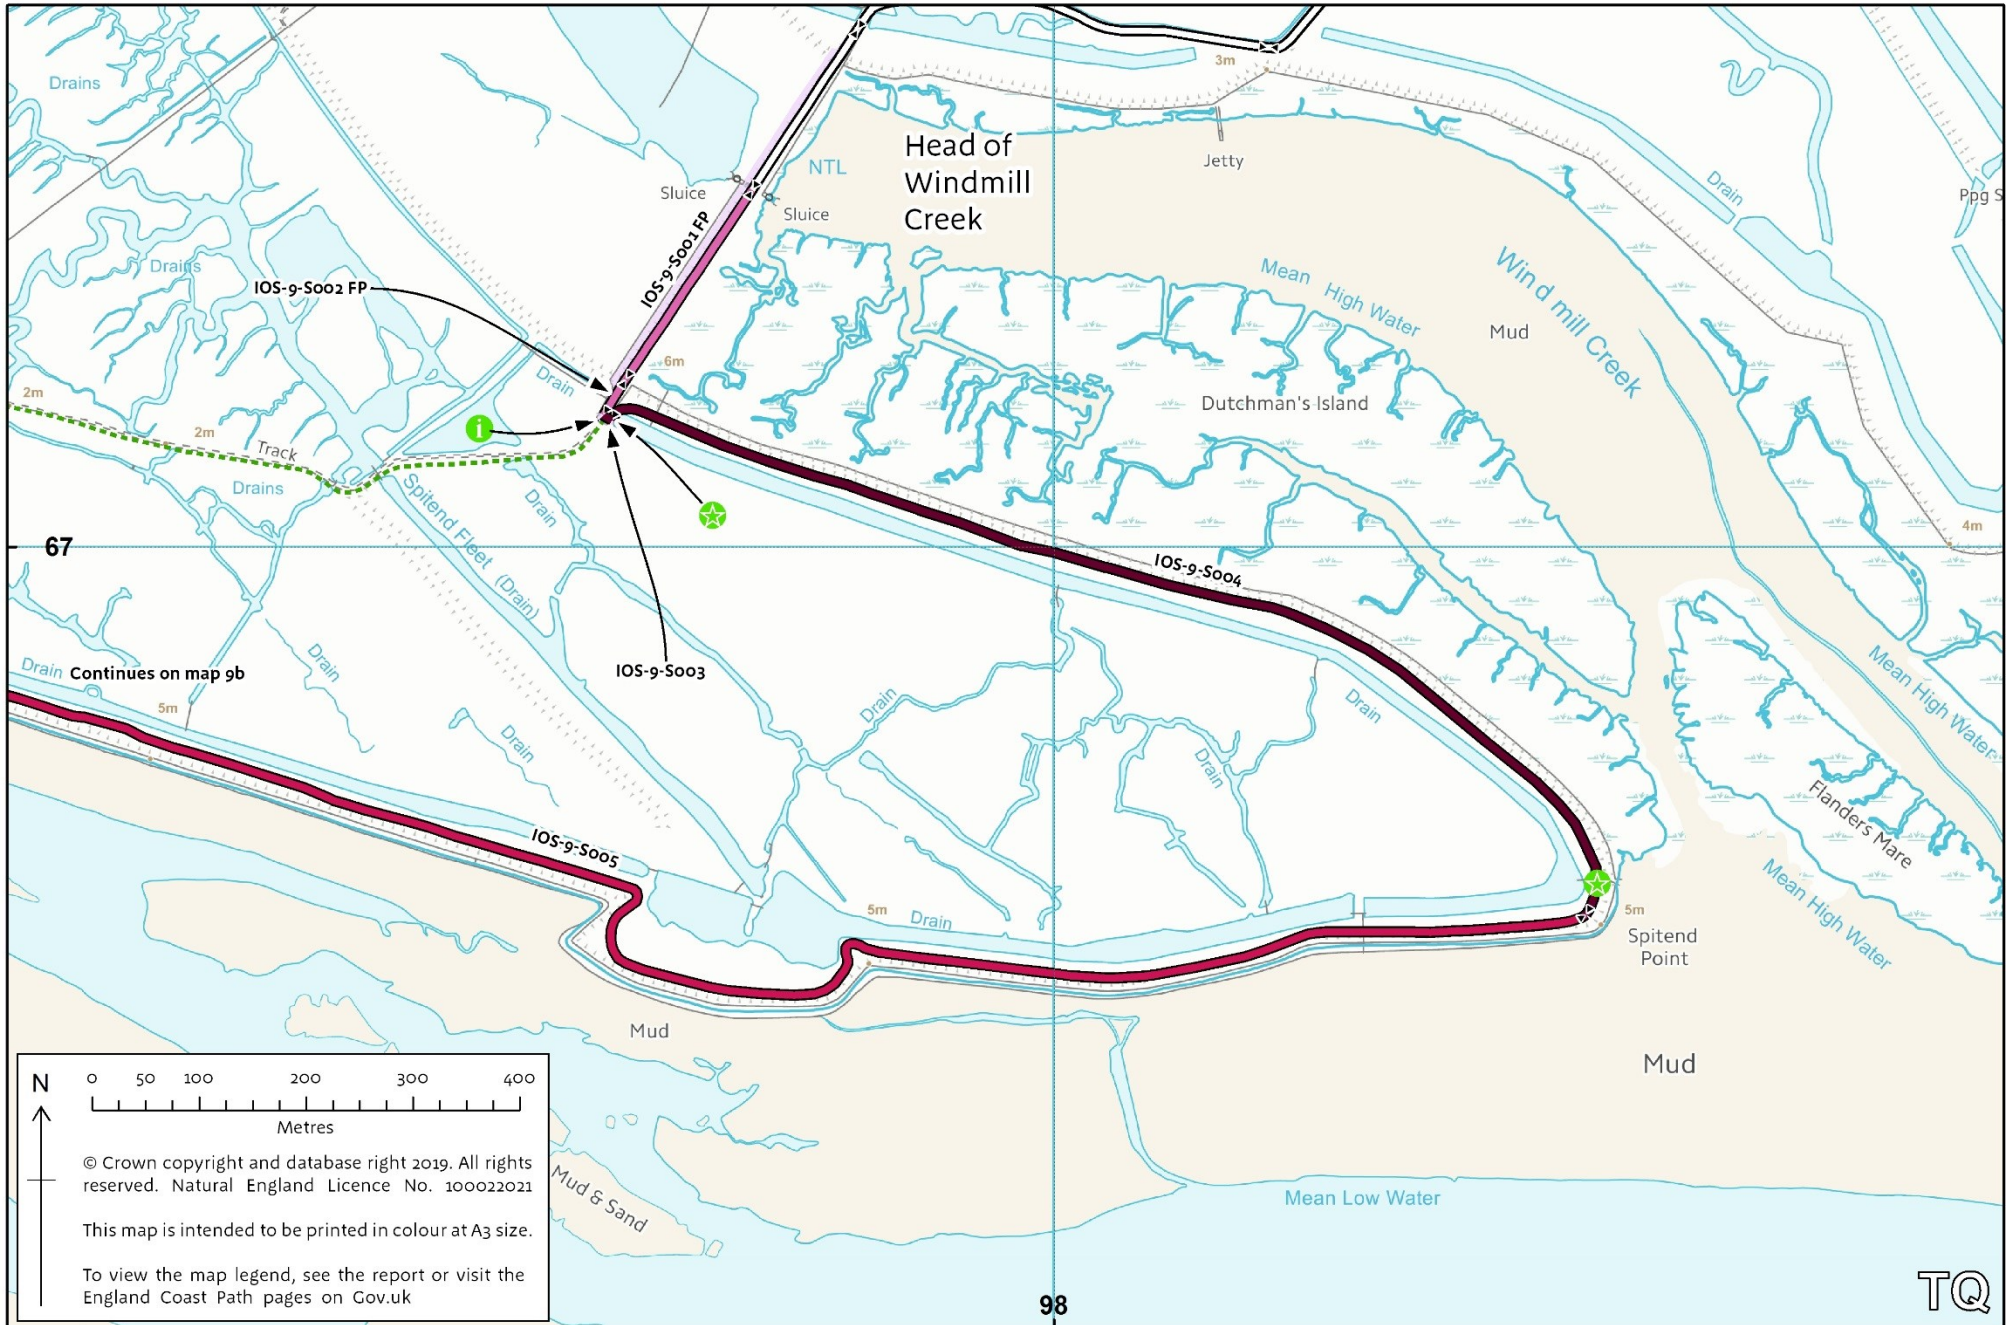 Drains
3m
Head of
Windmill
Creek
NTL
Jetty
Drain
Sluice
Sluice
Ppg S
IOS-9-S001 FP
Drains
IOS-9-S002 FP
Mean High Water
Windmill Creek
Mud
6m
Drain
2m
2m
Track
Dutchman's Island
i
Drains
Spitend Fleet (Drain)
Drain
4m
67
IOS-9-S004
IOS-9-S003
Drain
Continues on map 9b
Drain
5m
Drain
Drain
Drain
Drain
Mean High Water
Flanders Mare
IOS-9-S005
Mean High Water
5m
Drain
5m
Spitend
Point
Mud
Mud
N
0 50 100 200 300 400
Metres
© Crown copyright and database right 2019. All rights
reserved. Natural England Licence No. 100022021
This map is intended to be printed in colour at A3 size.
To view the map legend, see the report or visit the
England Coast Path pages on Gov.uk
Mud & Sand
Mean Low Water
98
TQ